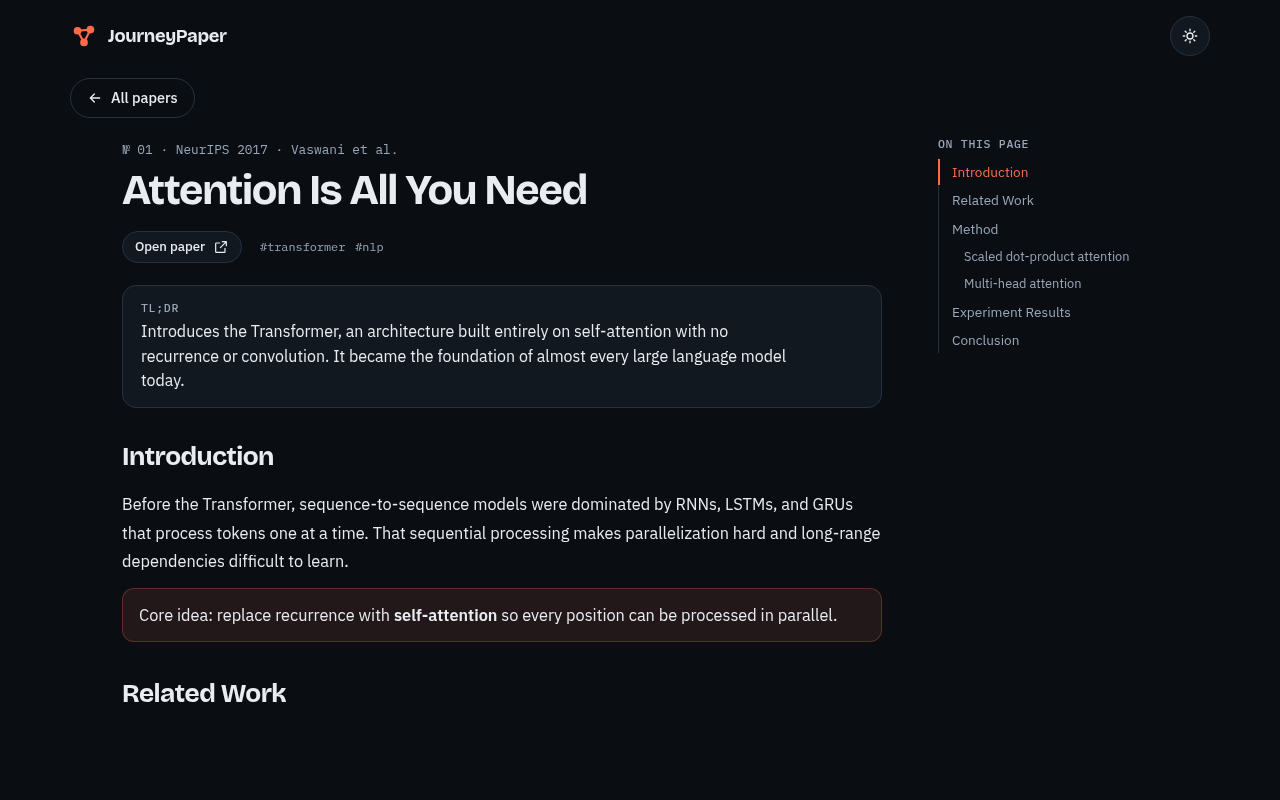 JourneyPaper
← All papers
№ 01 · NeurIPS 2017 · Vaswani et al.
Attention Is All You Need
Open paper
#transformer #nlp
TL;DR
Introduces the Transformer, an architecture built entirely on self-attention with no
recurrence or convolution. It became the foundation of almost every large language model
today.
Introduction
Before the Transformer, sequence-to-sequence models were dominated by RNNs, LSTMs, and GRUs
that process tokens one at a time. That sequential processing makes parallelization hard and long-range
dependencies difficult to learn.
Core idea: replace recurrence with self-attention so every position can be processed in parallel.
Related Work
ON THIS PAGE
Introduction
Related Work
Method
Scaled dot-product attention
Multi-head attention
Experiment Results
Conclusion